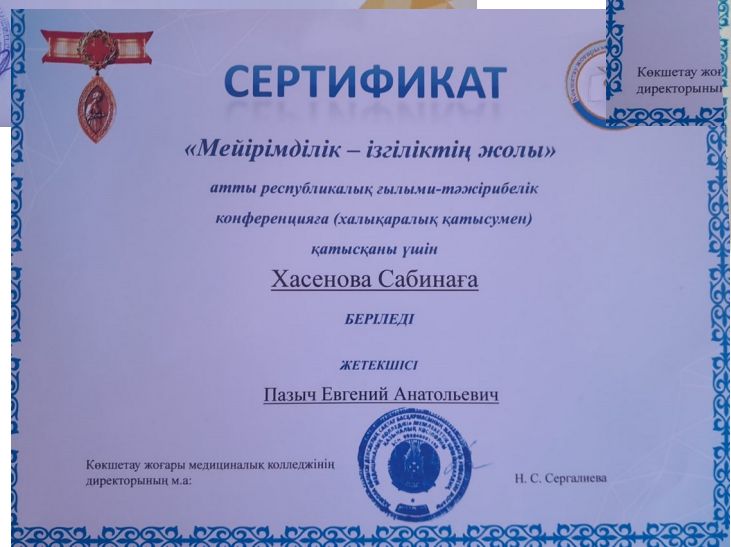 СЕРТИФИКАТ
«Мейірімділік – ізгіліктің жолы»
атты республикалық ғылыми-тәжірибелік
конференцияға (халықаралық қатысумен)
қатысқаны үшін
Хасенова Сабинаға
БЕРІЛЕДІ
ЖЕТЕКШІСІ
Пазыч Евгений Анатольевич
Көкшетау жоғары медициналық колледжінің
директорының м.а:
Н. С. Сергалиева
Көкшетау
директорының